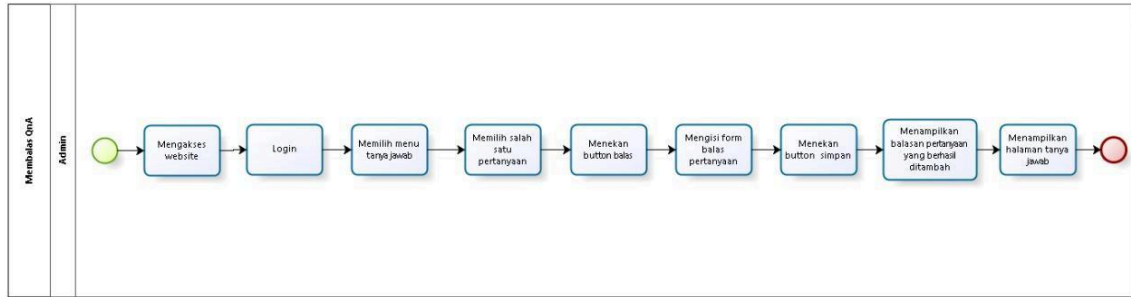 Membalas QnA
Admin
Mengakses
website
Login
Memilih menu
tanya jawab
Memilih salah
satu
pertanyaan
Menekan
button balas
Mengisi form
balas
pertanyaan
Menekan
button simpan
Menampilkan
balasan pertanyaan
yang berhasil
ditambah
Menampilkan
halaman tanya
jawab